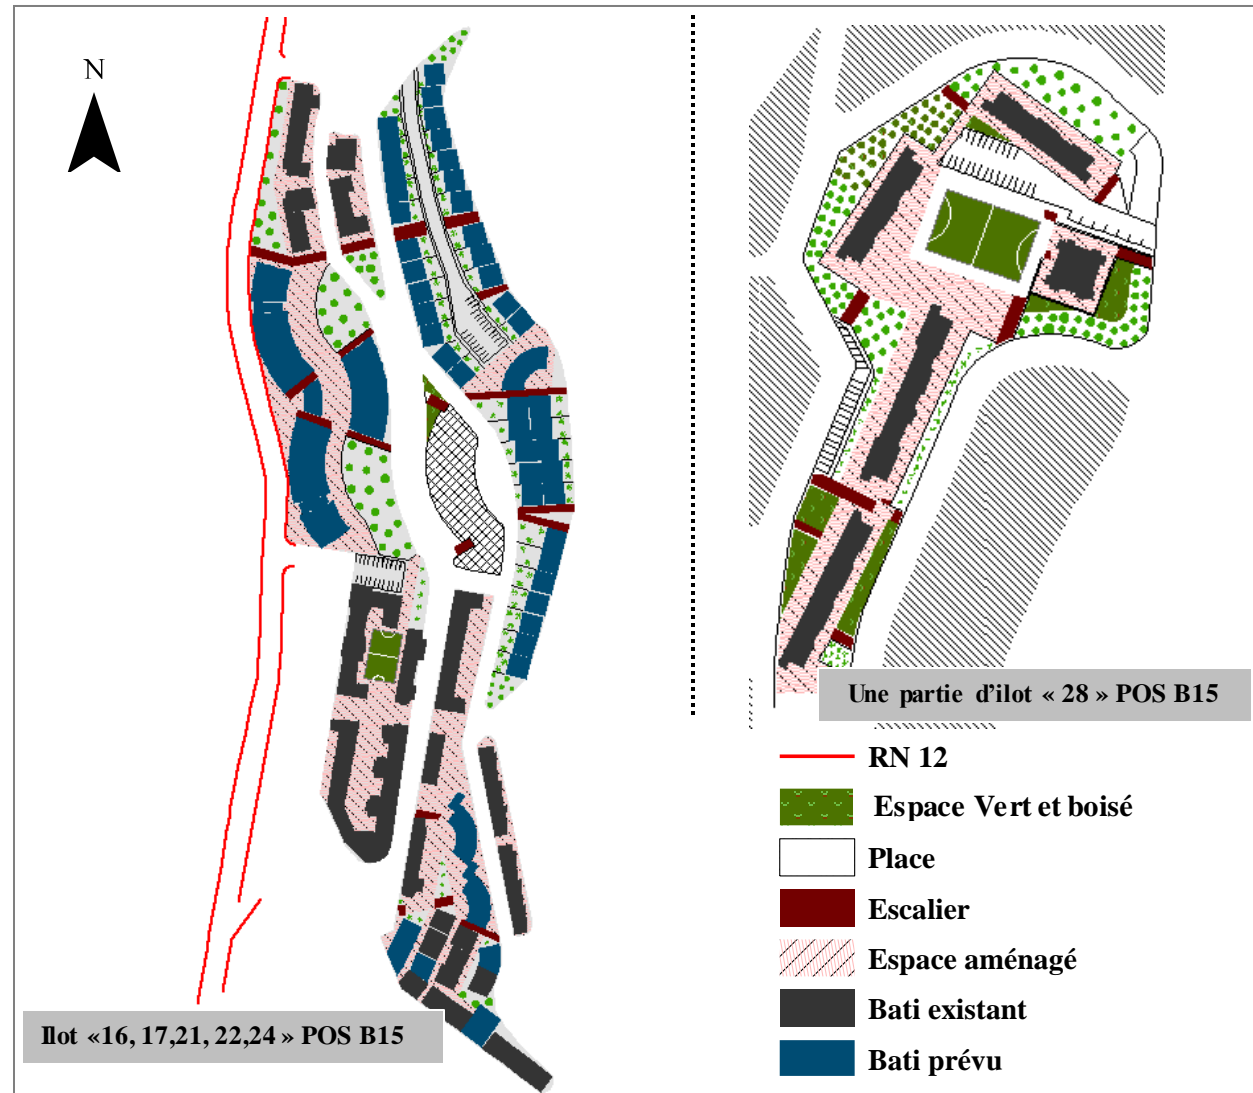 N
Une partie d'ilot « 28 » POS B15
RN 12
Espace Vert et boisé
Place
Escalier
Espace aménagé
Bati existant
Bati prévu
Ilot «16, 17,21, 22,24 » POS B15